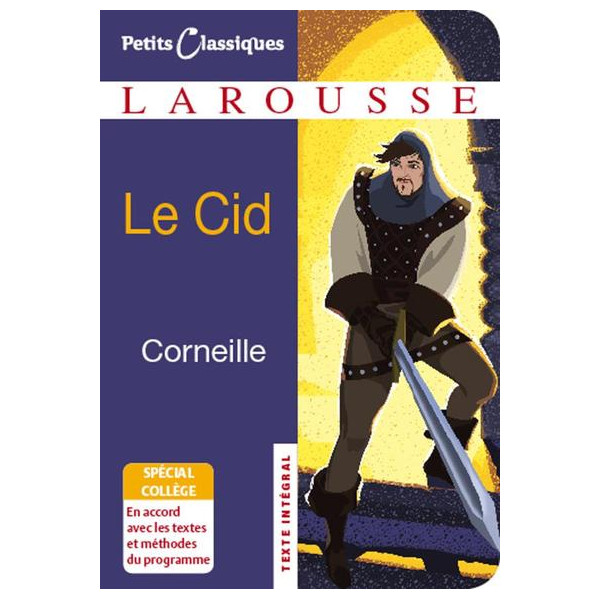 Petits Classiques
LAROUSSE
Le Cid
Corneille
SPÉCIAL
COLLÈGE
En accord
avec les textes
et méthodes
du programme
TEXTE INTÉGRAL